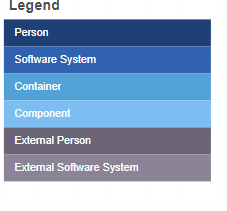 Legend
Person
Software System
Container
Component
External Person
External Software System